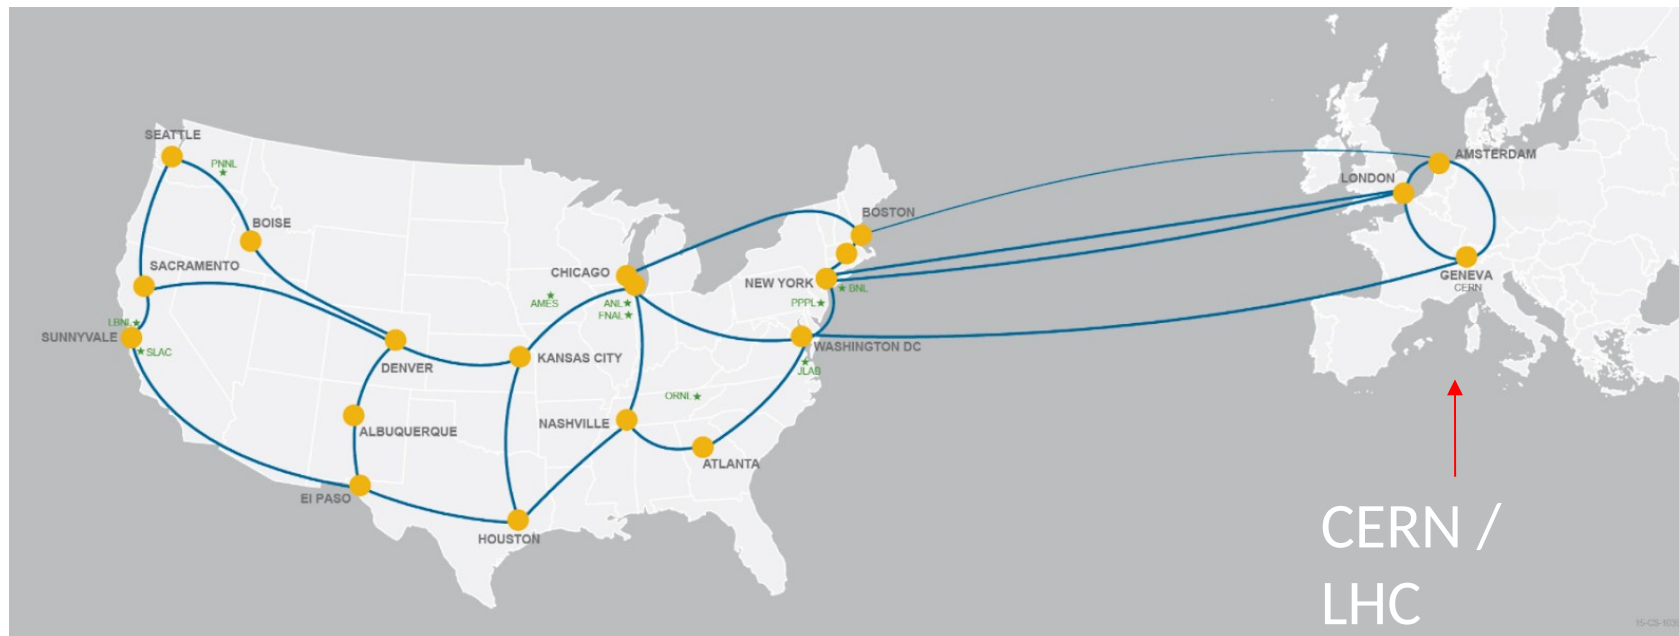 SEATTLE
PNNL
BOISE
SACRAMENTO
LBNL
SUNNYVALE
SLAC
DENVER
ALBUQUERQUE
El PASO
HOUSTON
KANSAS CITY
AMES
CHICAGO
ANL
FNAL
NASHVILLE
ORNL
ATLANTA
BOSTON
NEW YORK
BNL
PPPL
WASHINGTON DC
JLAB
AMSTERDAM
LONDON
GENEVA
CERN
CERN /
LHC